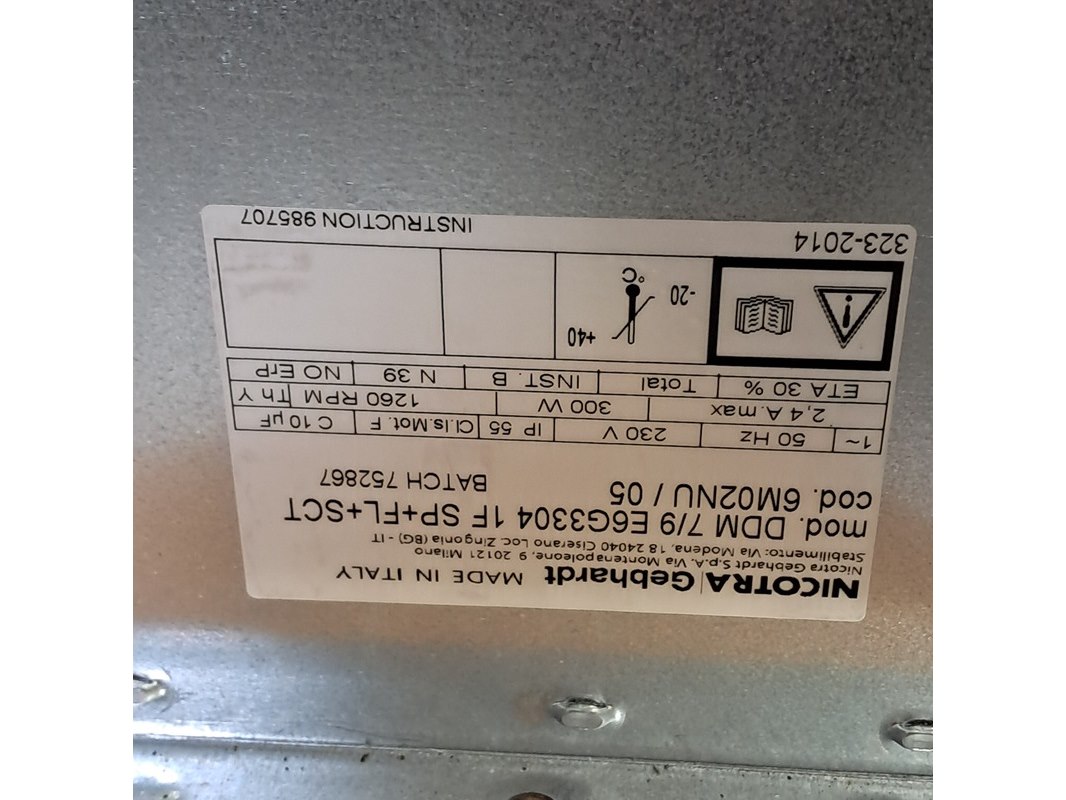 NICOTRA Gebhardt MADE IN ITALY
Nicotra Gebhardt S.p.A. Via Montenapoleone, 9 20121 Milano
Stabilimento: Via Modena, 18 24040 Ciserano Loc. Zingonia (BG) - IT
mod. DDM 7/9 E6G3304 1F SP+FL+SCT
cod. 6M02NU / 05 BATCH 752867
1~ 50 Hz 230 V IP 55 Cl.Is.Mot. F C 10 µF
2,4 A.max 300 W 1260 RPM Th Y
ETA 30 % Total INST. B N 39 NO ErP
+40
-20
°C
323-2014 INSTRUCTION 985707